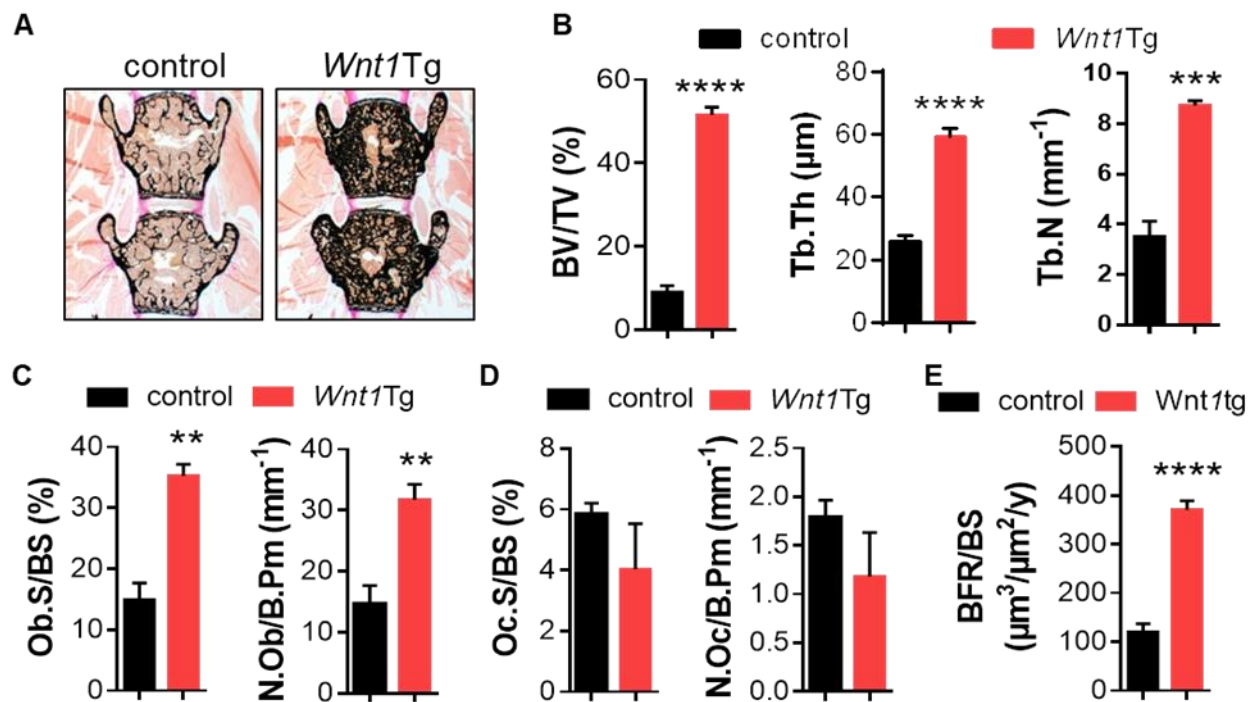 A
control
Wnt1Tg
B
control
Wnt1Tg
BV/TV (%)
60
40
20
0
****
Tb.Th (µm)
80
60
40
20
0
****
Tb.N (mm-1)
10
8
6
4
2
0
***
C
control
Wnt1Tg
Ob.S/BS (%)
40
30
20
10
0
**
N.Ob/B.Pm (mm-1)
40
30
20
10
0
**
D
control
Wnt1Tg
Oc.S/BS (%)
8
6
4
2
0
N.Oc/B.Pm (mm-1)
2.5
2.0
1.5
1.0
0.5
0.0
E
control
Wnt1tg
BFR/BS
(µm3/µm2/y)
500
400
300
200
100
0
****